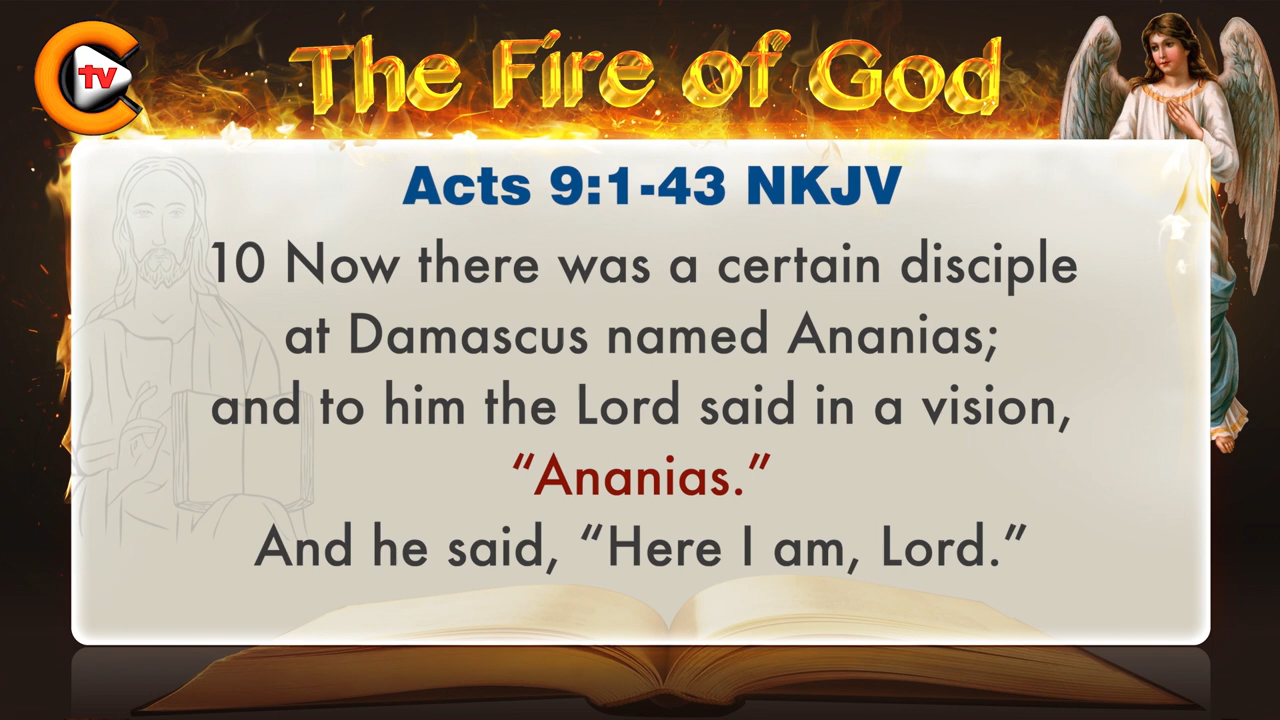 tv
The Fire of God
Acts 9:1-43 NKJV
10 Now there was a certain disciple
at Damascus named Ananias;
and to him the Lord said in a vision,
“Ananias.”
And he said, “Here I am, Lord.”